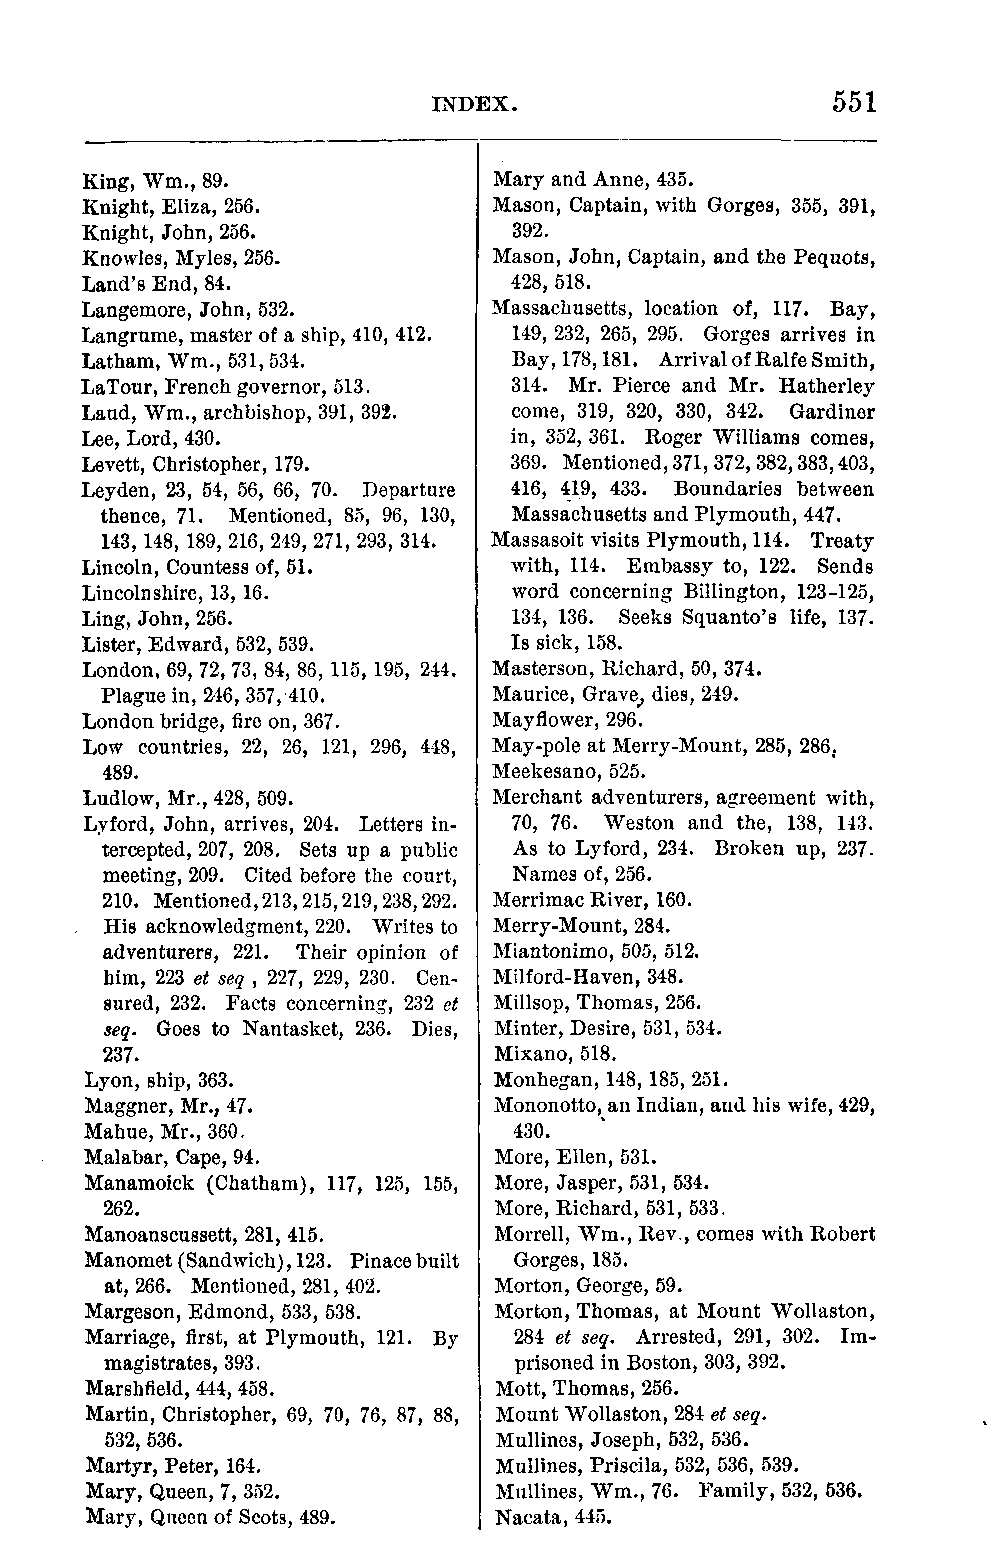 INDEX. 551
King, Wm., 89.
Knight, Eliza, 256.
Knight, John, 256.
Knowles, Myles, 256.
Land's End, 84.
Langemore, John, 532.
Langrume, master of a ship, 410, 412.
Latham, Wm., 531, 534.
LaTour, French governor, 513.
Laud, Wm., archbishop, 391, 392.
Lee, Lord, 430.
Levett, Christopher, 179.
Leyden, 23, 54, 56, 66, 70. Departure
thence, 71. Mentioned, 85, 96, 130,
143, 148, 189, 216, 249, 271, 293, 314.
Lincoln, Countess of, 51.
Lincolnshire, 13, 16.
Ling, John, 256.
Lister, Edward, 532, 539.
London, 69, 72, 73, 84, 86, 115, 195, 244.
Plague in, 246, 357, 410.
London bridge, fire on, 367.
Low countries, 22, 26, 121, 296, 448,
489.
Ludlow, Mr., 428, 509.
Lyford, John, arrives, 204. Letters in-
tercepted, 207, 208. Sets up a public
meeting, 209. Cited before the court,
210. Mentioned, 213, 215, 219, 238, 292.
His acknowledgment, 220. Writes to
adventurers, 221. Their opinion of
him, 223 et seq , 227, 229, 230. Cen-
sured, 232. Facts concerning, 232 et
seq. Goes to Nantasket, 236. Dies,
237.
Lyon, ship, 363.
Maggner, Mr., 47.
Mahue, Mr., 360.
Malabar, Cape, 94.
Manamoick (Chatham), 117, 125, 155,
262.
Manoanscussett, 281, 415.
Manomet (Sandwich), 123. Pinace built
at, 266. Mentioned, 281, 402.
Margeson, Edmond, 533, 538.
Marriage, first, at Plymouth, 121. By
magistrates, 393.
Marshfield, 444, 458.
Martin, Christopher, 69, 70, 76, 87, 88,
532, 536.
Martyr, Peter, 164.
Mary, Queen, 7, 352.
Mary, Queen of Scots, 489.
Mary and Anne, 435.
Mason, Captain, with Gorges, 355, 391,
392.
Mason, John, Captain, and the Pequots,
428, 518.
Massachusetts, location of, 117. Bay,
149, 232, 265, 295. Gorges arrives in
Bay, 178, 181. Arrival of Ralfe Smith,
314. Mr. Pierce and Mr. Hatherley
come, 319, 320, 330, 342. Gardiner
in, 352, 361. Roger Williams comes,
369. Mentioned, 371, 372, 382, 383, 403,
416, 419, 433. Boundaries between
Massachusetts and Plymouth, 447.
Massasoit visits Plymouth, 114. Treaty
with, 114. Embassy to, 122. Sends
word concerning Billington, 123-125,
134, 136. Seeks Squanto's life, 137.
Is sick, 158.
Masterson, Richard, 50, 374.
Maurice, Grave, dies, 249.
Mayflower, 296.
May-pole at Merry-Mount, 285, 286.
Meekesano, 525.
Merchant adventurers, agreement with,
70, 76. Weston and the, 138, 143.
As to Lyford, 234. Broken up, 237.
Names of, 256.
Merrimac River, 160.
Merry-Mount, 284.
Miantonimo, 505, 512.
Milford-Haven, 348.
Millsop, Thomas, 256.
Minter, Desire, 531, 534.
Mixano, 518.
Monhegan, 148, 185, 251.
Mononotto, an Indian, and his wife, 429,
430.
More, Ellen, 531.
More, Jasper, 531, 534.
More, Richard, 531, 533.
Morrell, Wm., Rev., comes with Robert
Gorges, 185.
Morton, George, 59.
Morton, Thomas, at Mount Wollaston,
284 et seq. Arrested, 291, 302. Im-
prisoned in Boston, 303, 392.
Mott, Thomas, 256.
Mount Wollaston, 284 et seq.
Mullines, Joseph, 532, 536.
Mullines, Priscila, 532, 536, 539.
Mullines, Wm., 76. Family, 532, 536.
Nacata, 445.